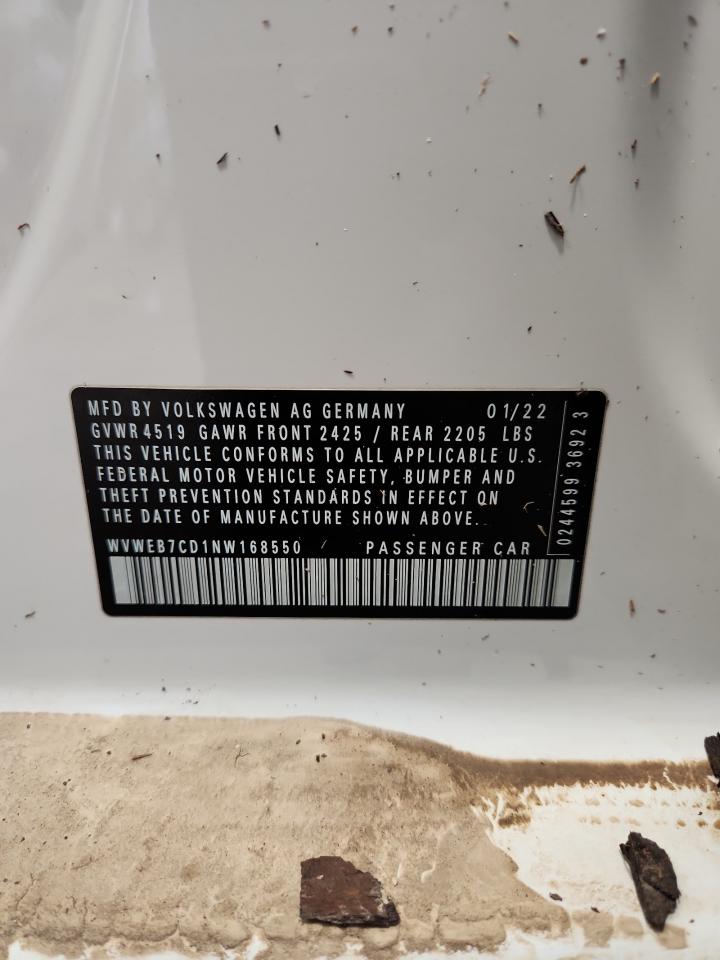 MFD BY VOLKSWAGEN AG GERMANY 01/22
GVWR 4519 GAWR FRONT 2425 / REAR 2205 LBS
THIS VEHICLE CONFORMS TO ALL APPLICABLE U.S.
FEDERAL MOTOR VEHICLE SAFETY, BUMPER AND
THEFT PREVENTION STANDARDS IN EFFECT ON
THE DATE OF MANUFACTURE SHOWN ABOVE.
WVWEB7CD1NW168550 PASSENGER CAR
0244599 36923